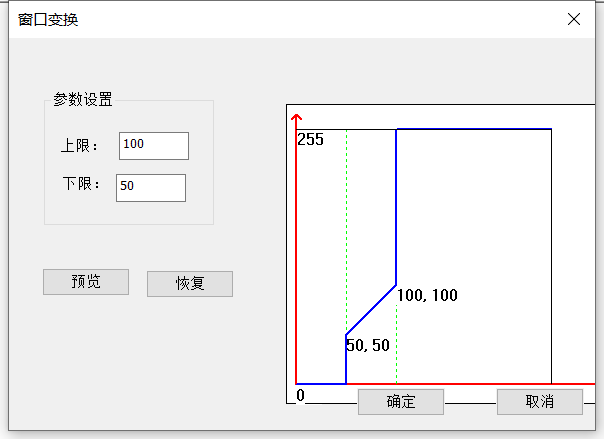 窗口变换
参数设置
上限：
100
下限：
50
预览
恢复
255
100,100
50,50
0
确定
取消